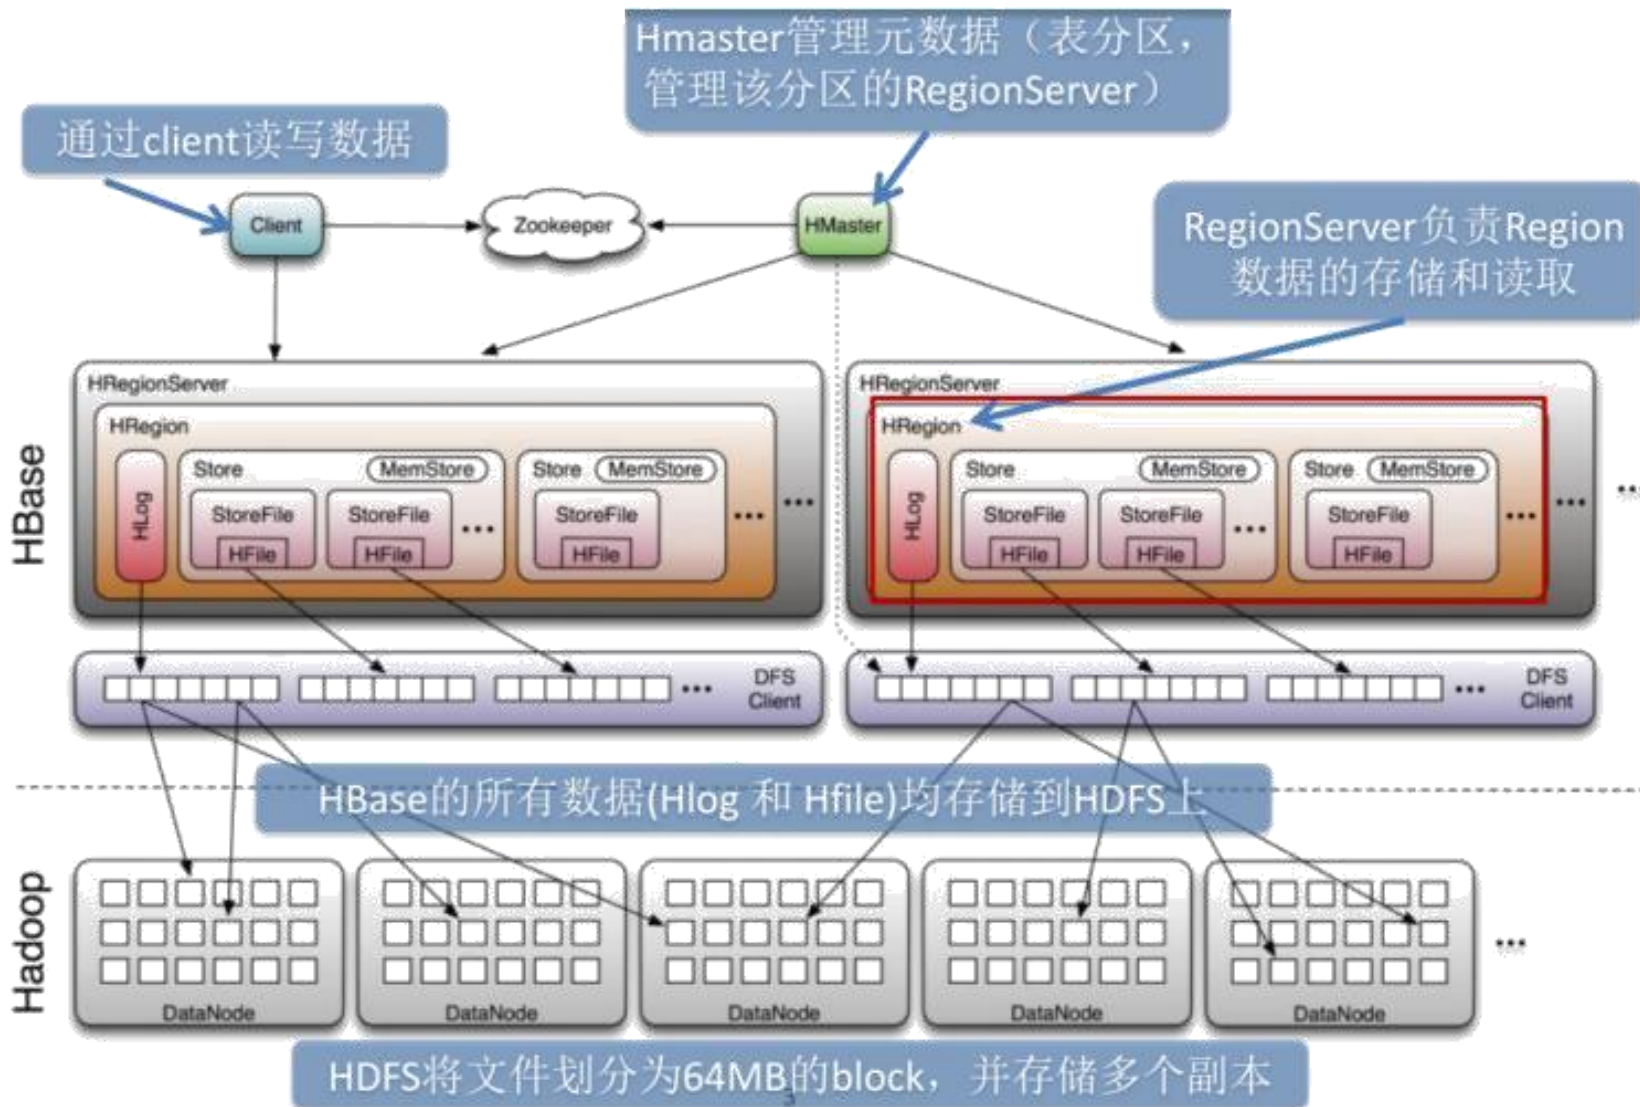 Hmaster管理元数据（表分区，
管理该分区的RegionServer）
通过client读写数据
Client
Zookeeper
HMaster
RegionServer负责Region
数据的存储和读取
HBase
HRegionServer
HRegion
HLog
Store
MemStore
StoreFile
HFile
StoreFile
HFile
...
Store
MemStore
StoreFile
HFile
...
...
HRegionServer
HRegion
HLog
Store
MemStore
StoreFile
HFile
StoreFile
HFile
...
Store
MemStore
StoreFile
HFile
...
...
...
...
DFS
Client
...
DFS
Client
HBase的所有数据(Hlog 和 Hfile)均存储到HDFS上
Hadoop
DataNode
DataNode
DataNode
DataNode
DataNode
...
HDFS将文件划分为64MB的block，并存储多个副本
3